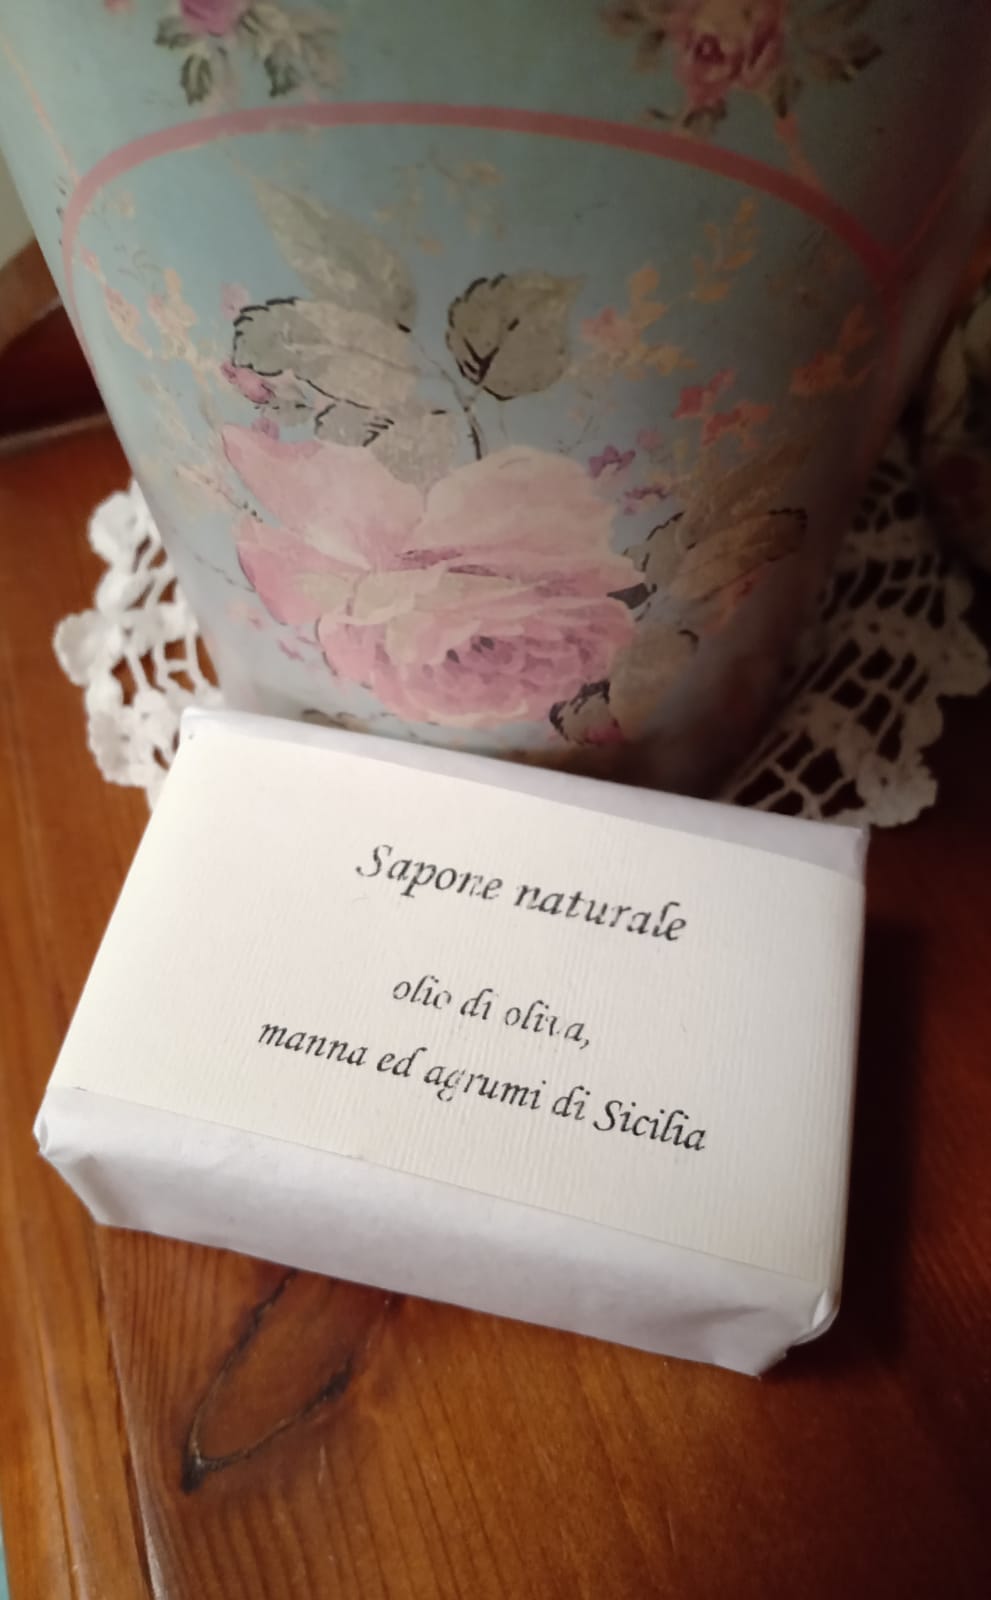 Sapone naturale
olio di oliva,
manna ed agrumi di Sicilia